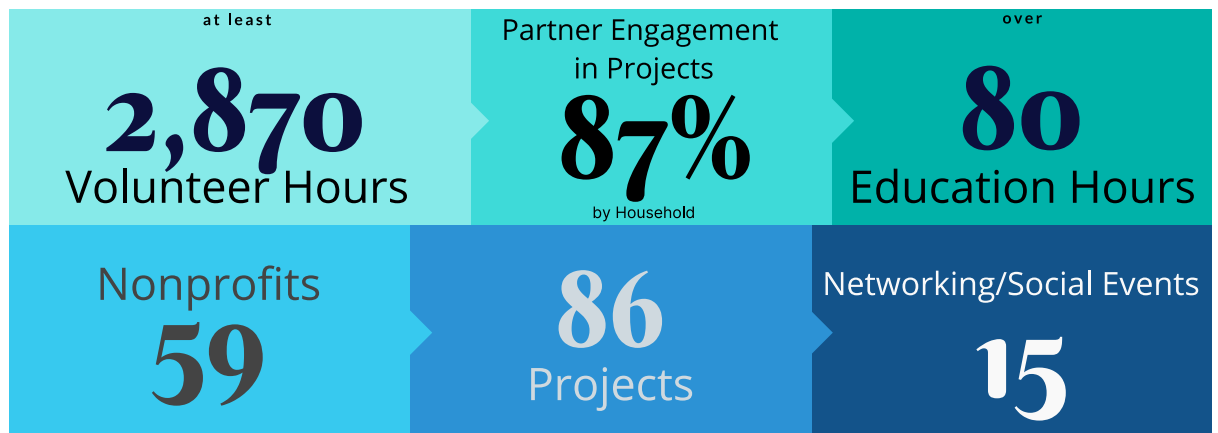 at least
2,870
Volunteer Hours
Partner Engagement
in Projects
87%
by Household
over
80
Education Hours
Nonprofits
59
86
Projects
Networking/Social Events
15